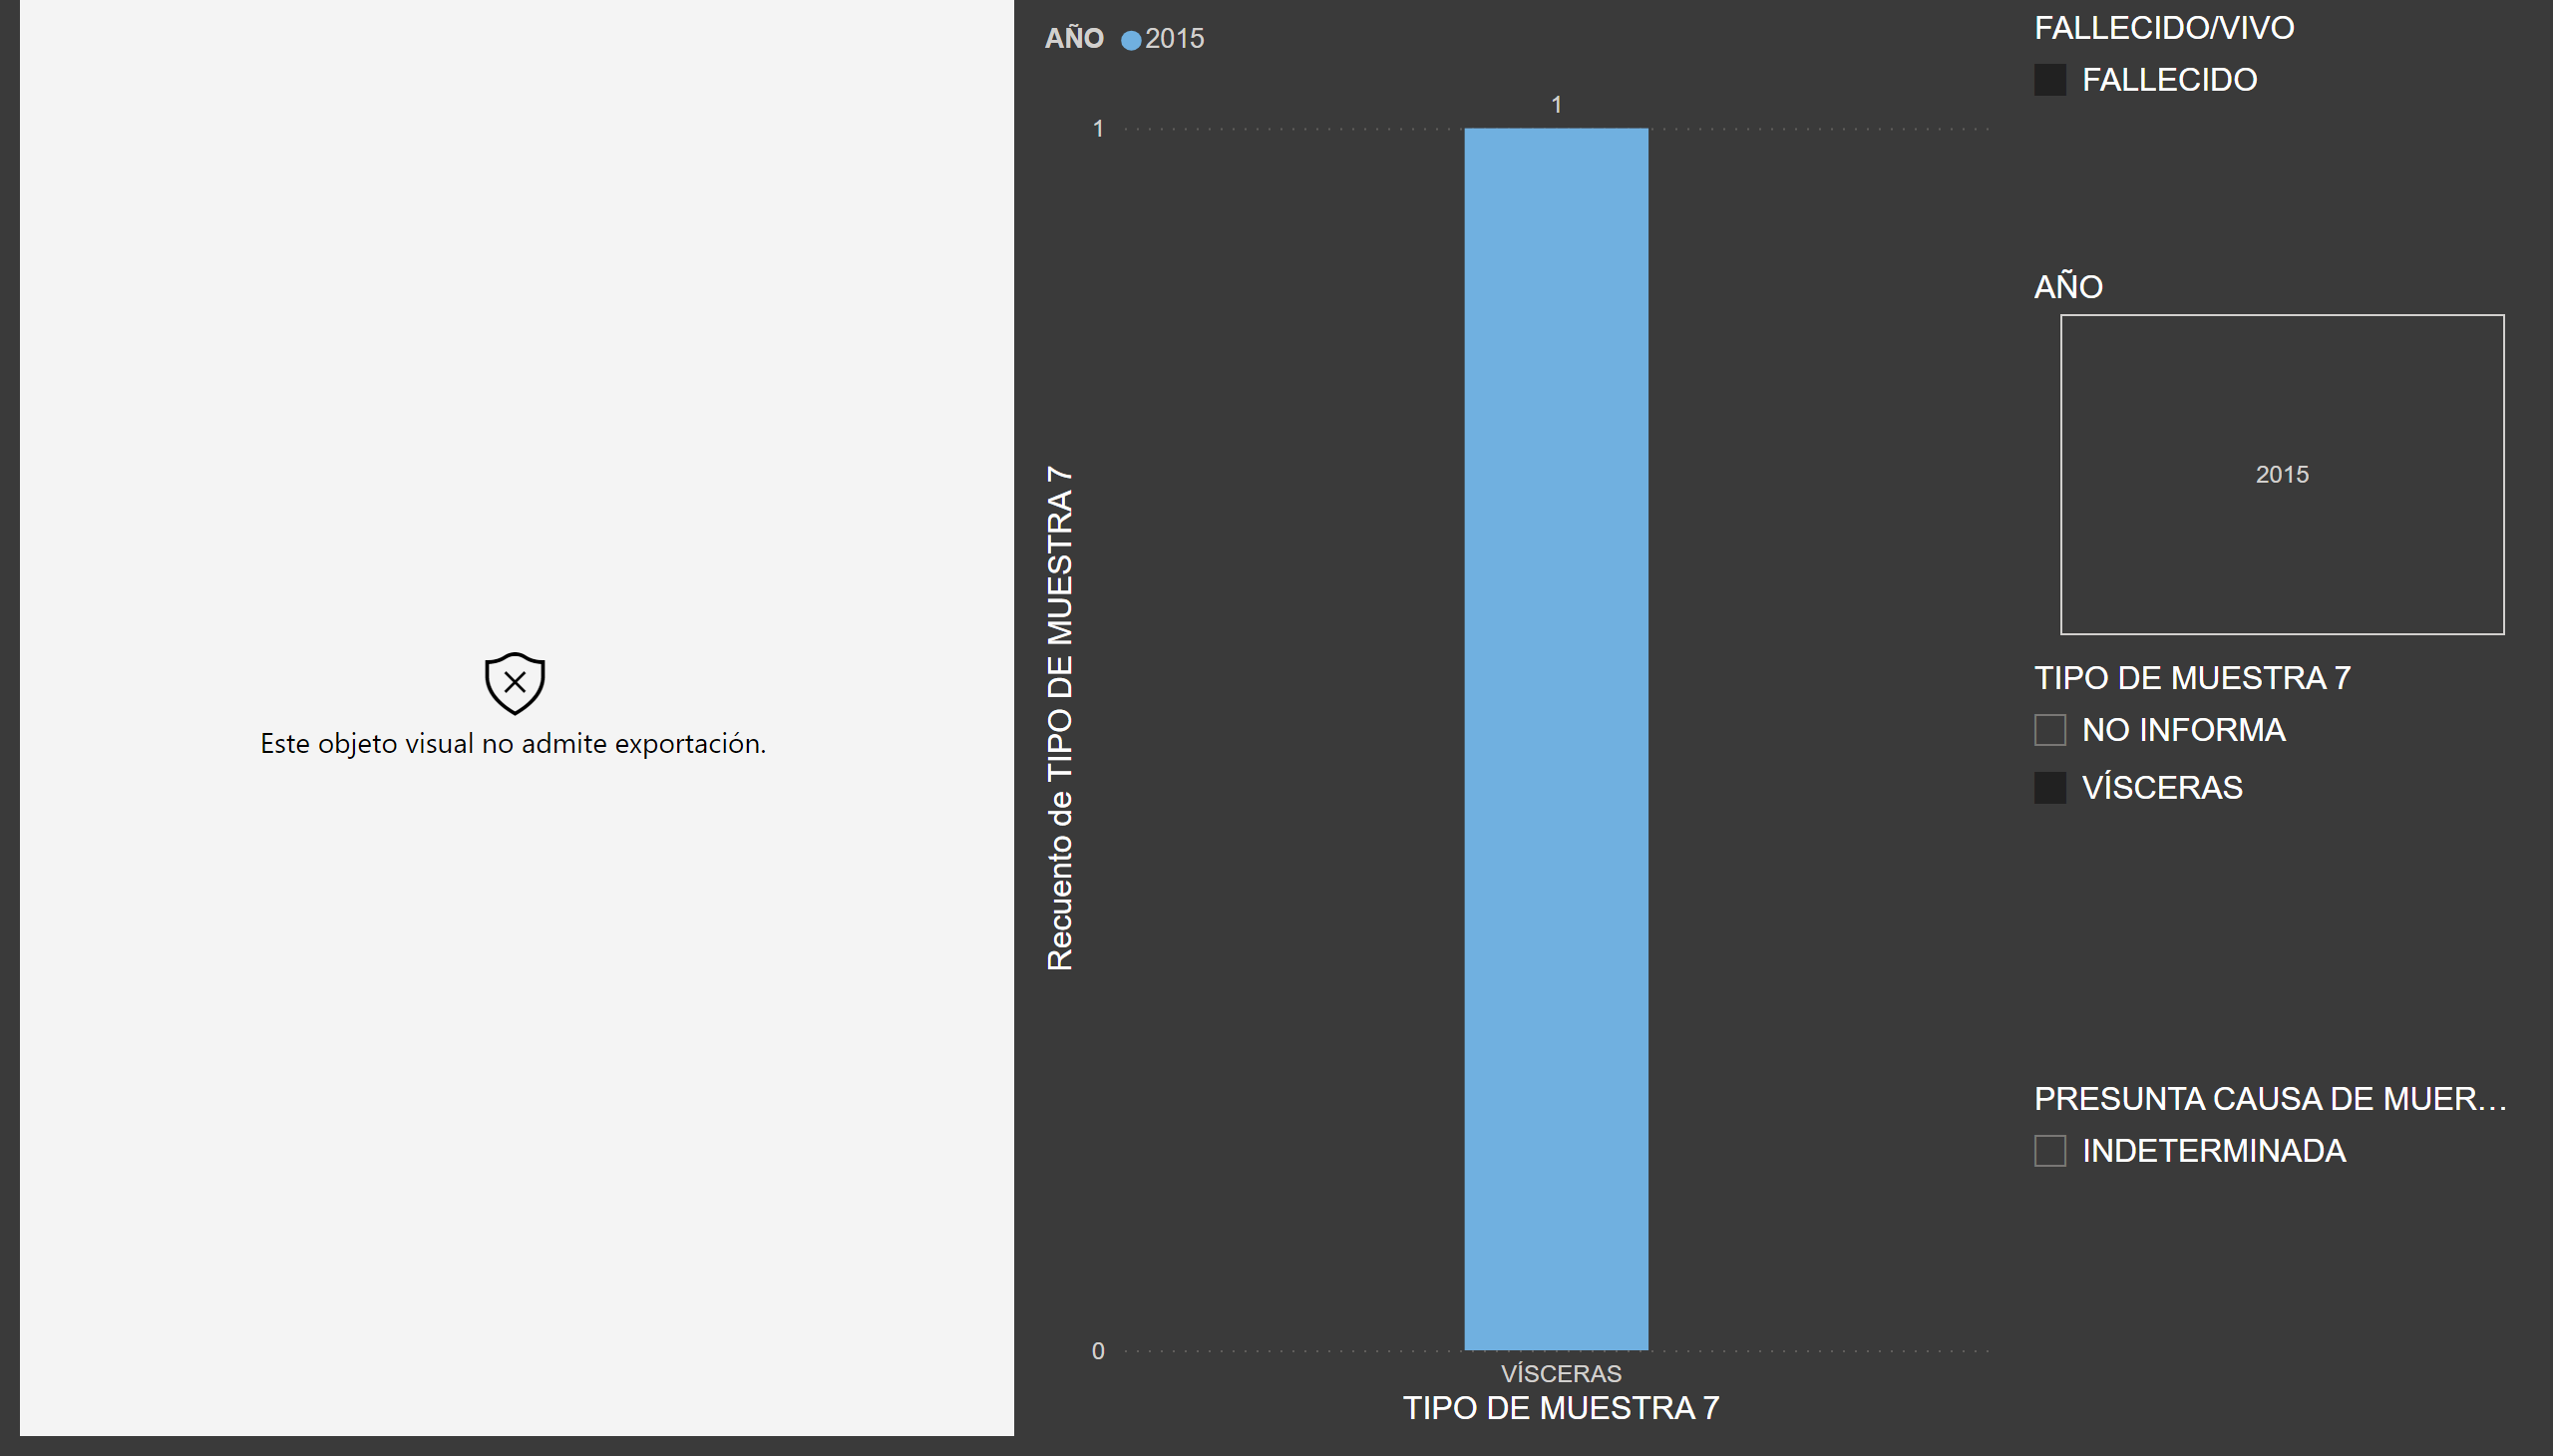 Este objeto visual no admite exportación.
AÑO 2015
1
1
0
Recuento de TIPO DE MUESTRA 7
VÍSCERAS
TIPO DE MUESTRA 7
FALLECIDO/VIVO
FALLECIDO
AÑO
2015
TIPO DE MUESTRA 7
NO INFORMA
VÍSCERAS
PRESUNTA CAUSA DE MUER...
INDETERMINADA